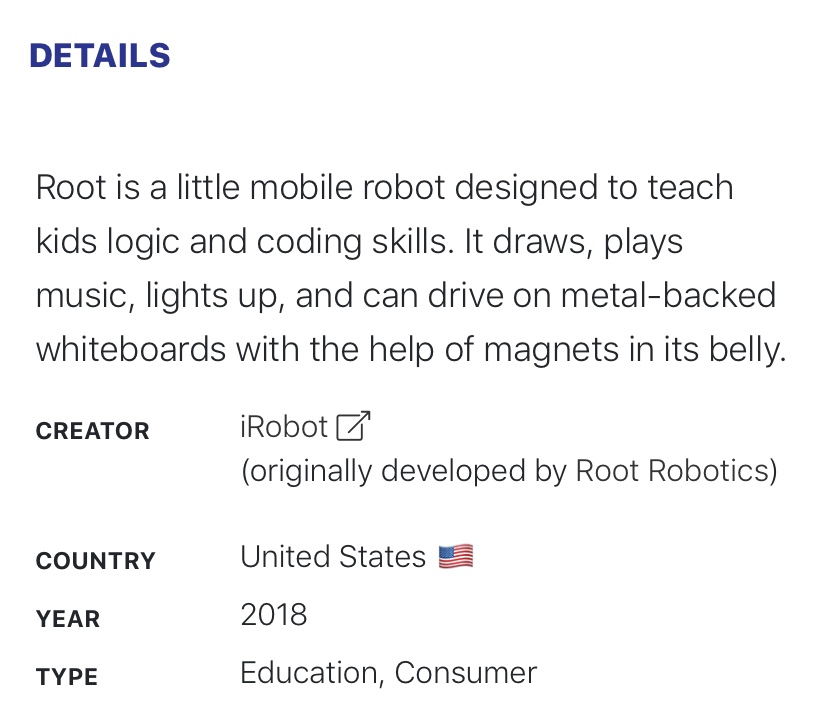 DETAILS
Root is a little mobile robot designed to teach
kids logic and coding skills. It draws, plays
music, lights up, and can drive on metal-backed
whiteboards with the help of magnets in its belly.
CREATOR iRobot
(originally developed by Root Robotics)
COUNTRY United States 🇺🇸
YEAR 2018
TYPE Education, Consumer